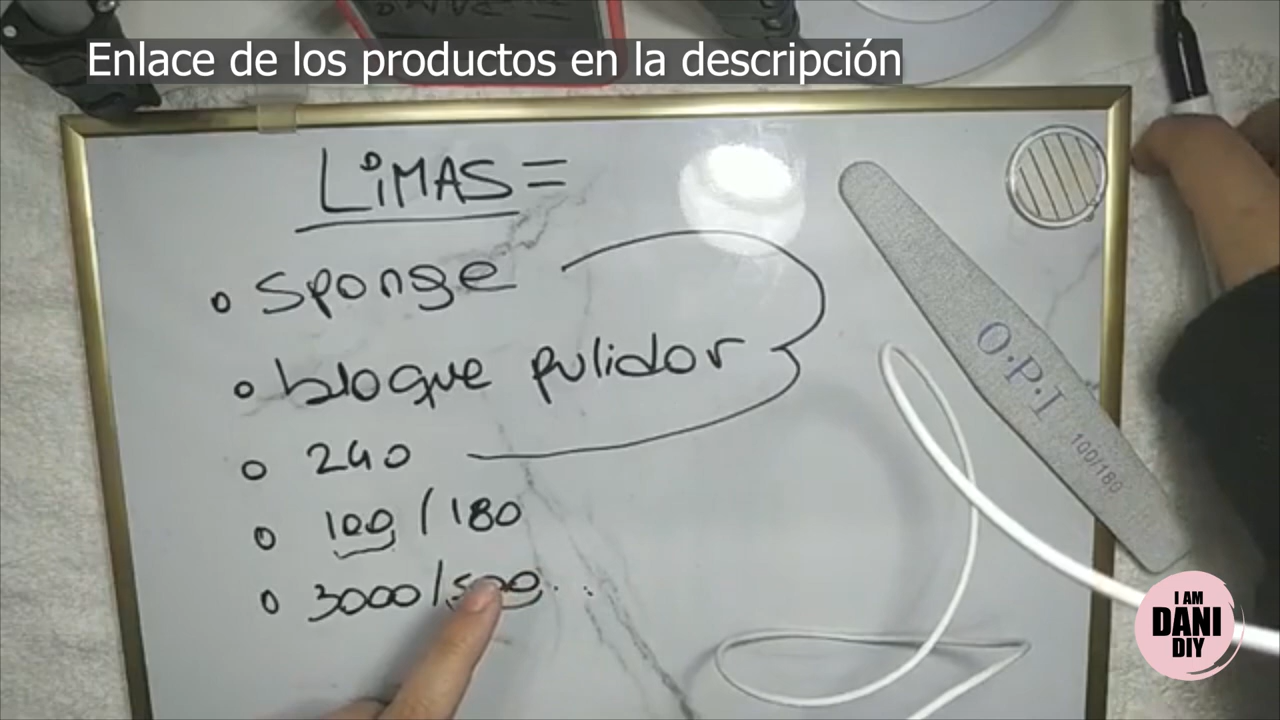 Enlace de los productos en la descripción
LiMAS=
• sponge
• bloque pulidor
• 240
• 100/180
• 3000/500
O.P.I
100/180
I AM
DANI
DIY